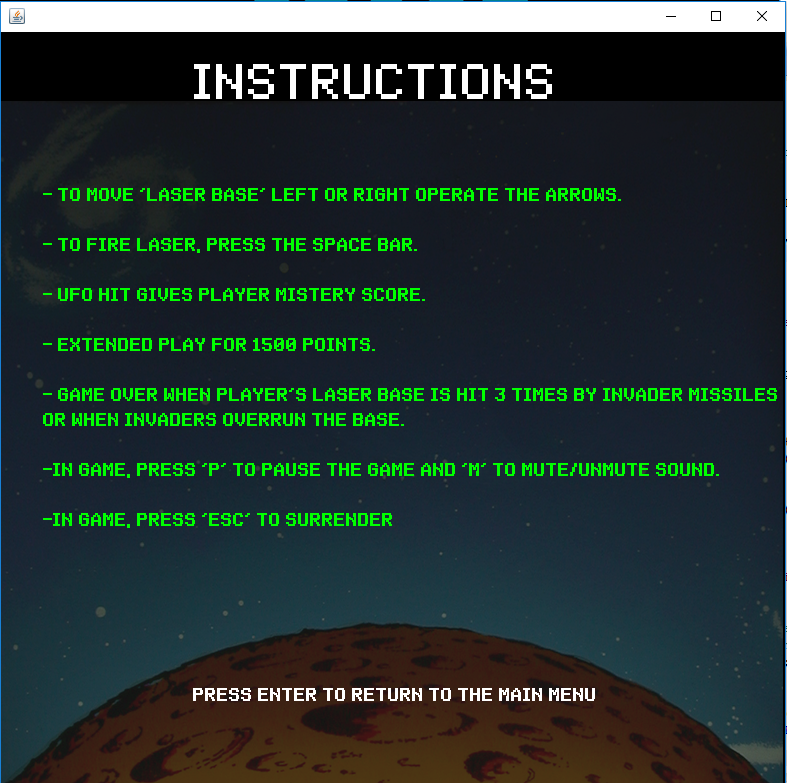 INSTRUCTIONS
- TO MOVE 'LASER BASE' LEFT OR RIGHT OPERATE THE ARROWS.
- TO FIRE LASER, PRESS THE SPACE BAR.
- UFO HIT GIVES PLAYER MISTERY SCORE.
- EXTENDED PLAY FOR 1500 POINTS.
- GAME OVER WHEN PLAYER'S LASER BASE IS HIT 3 TIMES BY INVADER MISSILES
OR WHEN INVADERS OVERRUN THE BASE.
-IN GAME, PRESS 'P' TO PAUSE THE GAME AND 'M' TO MUTE/UNMUTE SOUND.
-IN GAME, PRESS 'ESC' TO SURRENDER
PRESS ENTER TO RETURN TO THE MAIN MENU